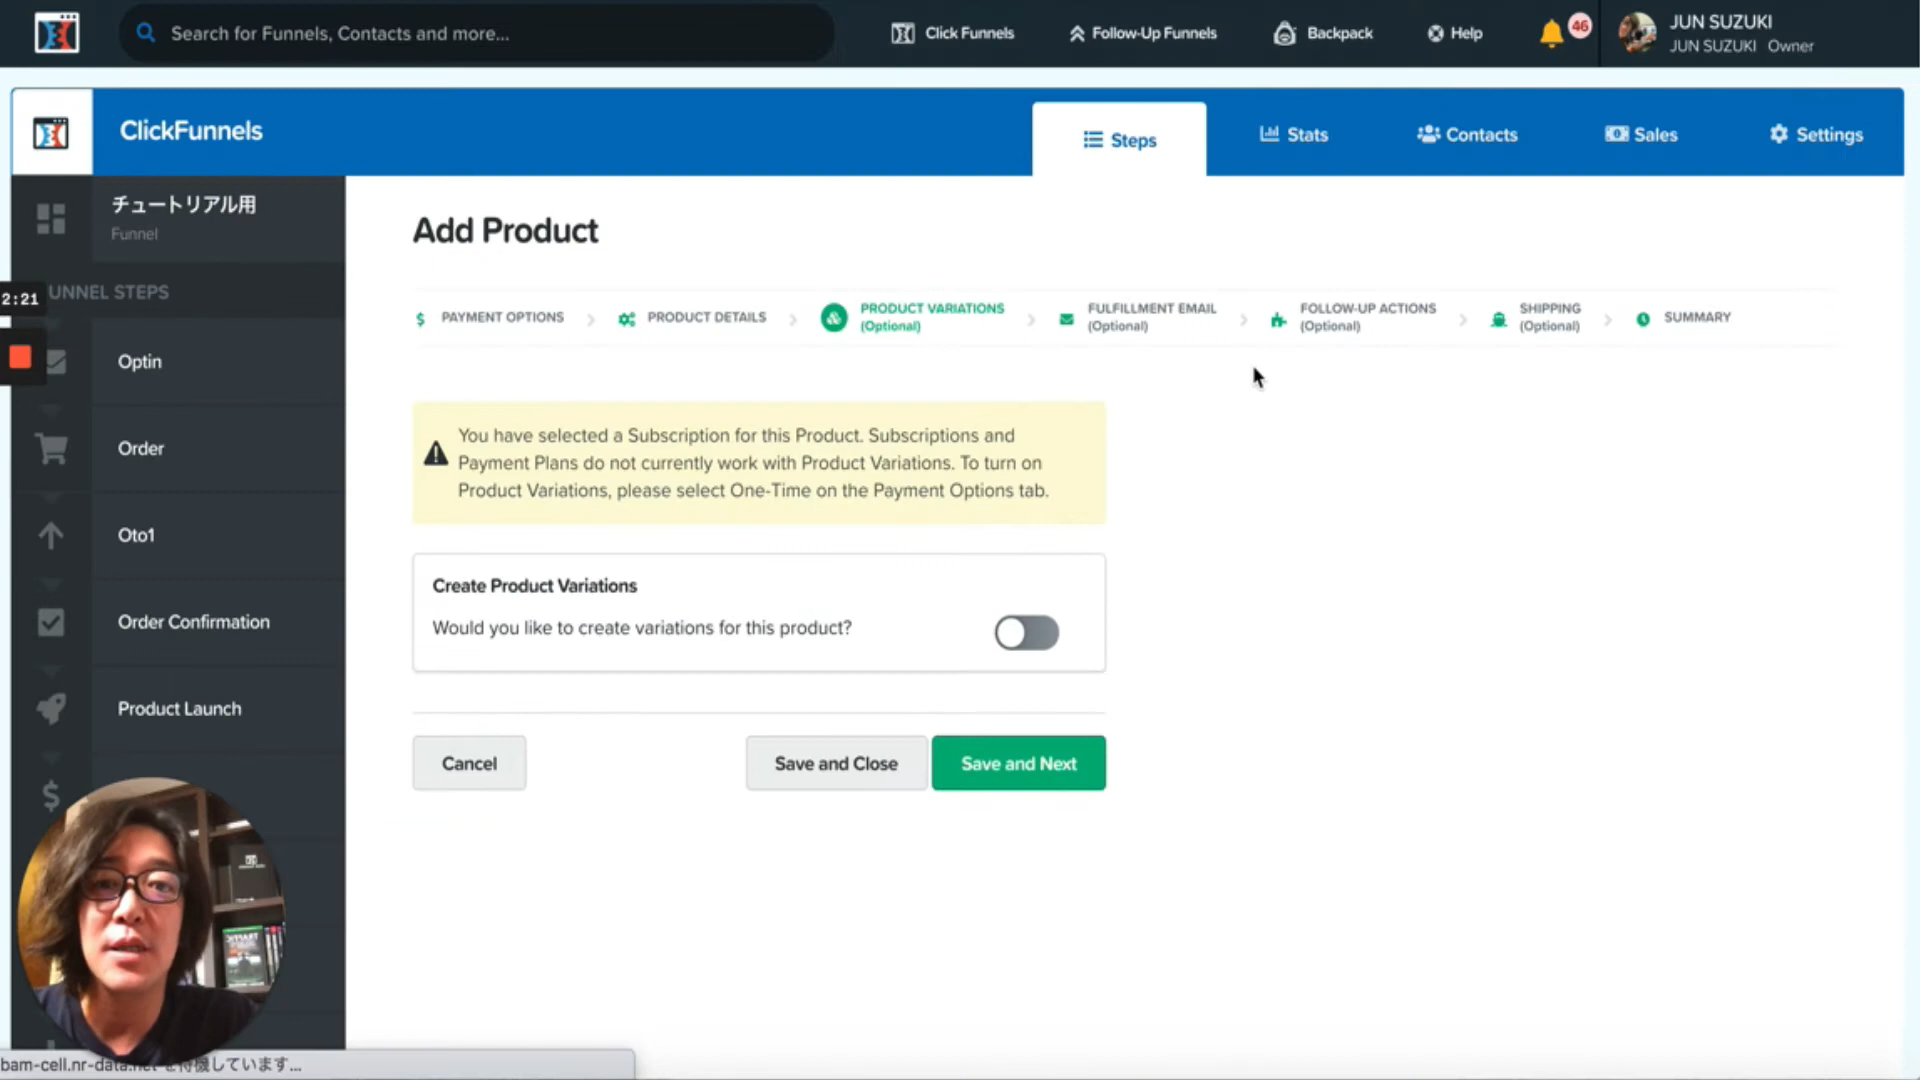 Search for Funnels, Contacts and more...
Click Funnels
Follow-Up Funnels
Backpack
Help
46
JUN SUZUKI
JUN SUZUKI Owner
ClickFunnels
Steps
Stats
Contacts
Sales
Settings
チュートリアル用
Funnel
2:21
UNNEL STEPS
Optin
Order
Oto1
Order Confirmation
Product Launch
Add Product
PAYMENT OPTIONS
PRODUCT DETAILS
PRODUCT VARIATIONS
(Optional)
FULFILLMENT EMAIL
(Optional)
FOLLOW-UP ACTIONS
(Optional)
SHIPPING
(Optional)
SUMMARY
You have selected a Subscription for this Product. Subscriptions and
Payment Plans do not currently work with Product Variations. To turn on
Product Variations, please select One-Time on the Payment Options tab.
Create Product Variations
Would you like to create variations for this product?
Cancel
Save and Close
Save and Next
bam-cell.nr-data.net を待機しています...